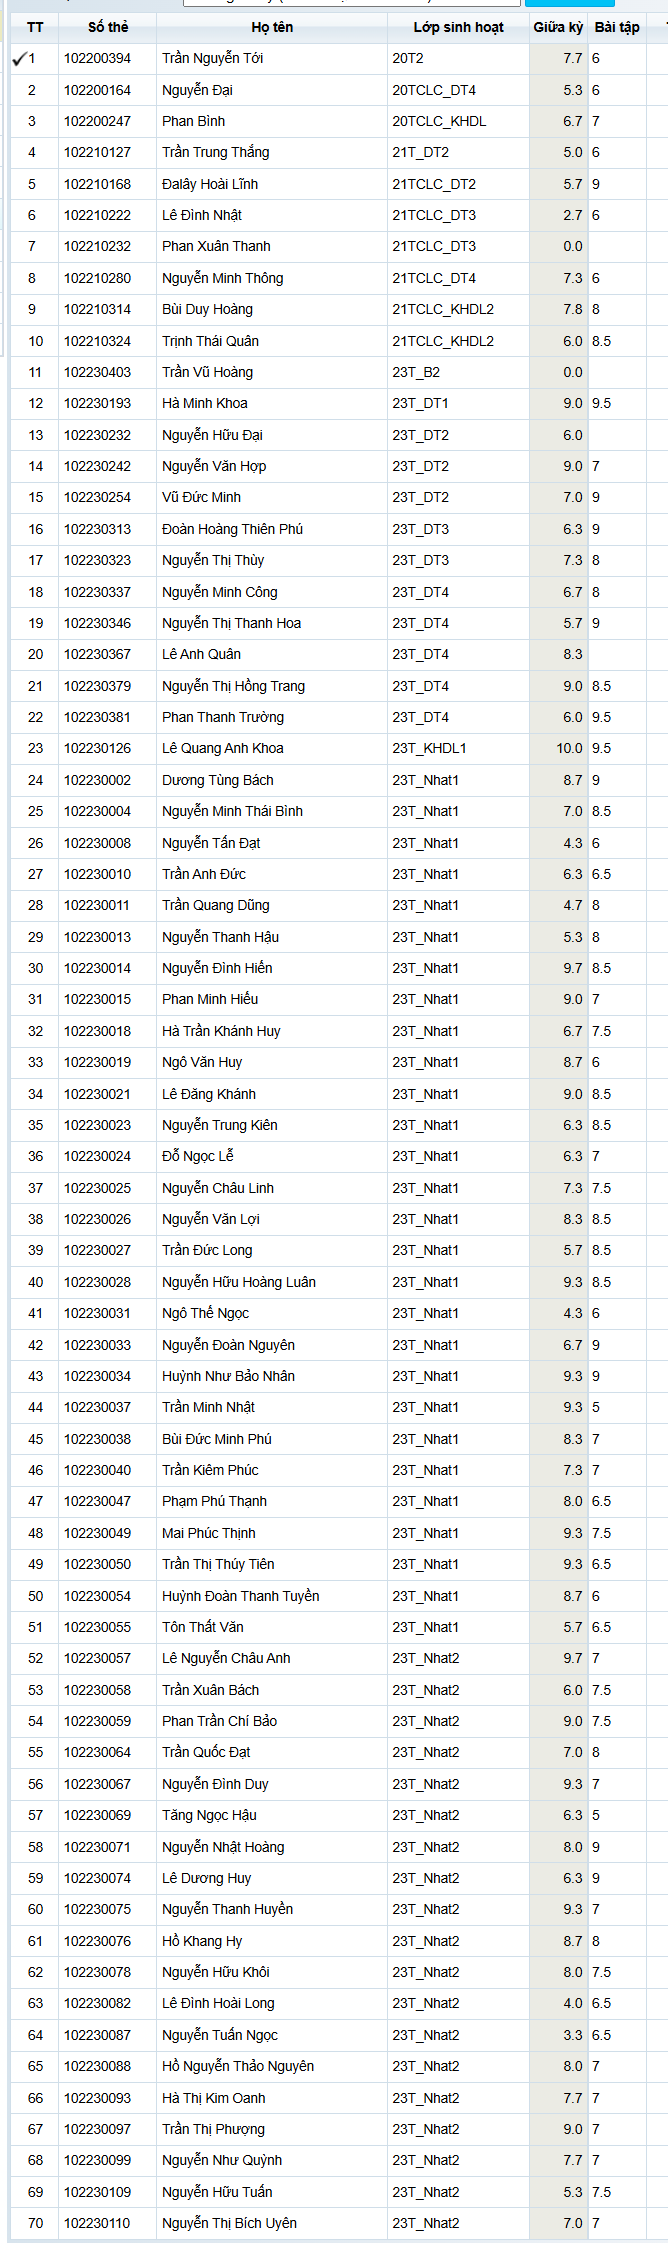 TT Số thẻ Họ tên Lớp sinh hoạt Giữa kỳ Bài tập
1 102200394 Trần Nguyễn Tới 20T2 7.7 6
2 102200164 Nguyễn Đại 20TCLC_DT4 5.3 6
3 102200247 Phan Bình 20TCLC_KHDL 6.7 7
4 102210127 Trần Trung Thắng 21T_DT2 5.0 6
5 102210168 Đalây Hoài Lĩnh 21TCLC_DT2 5.7 9
6 102210222 Lê Đình Nhật 21TCLC_DT3 2.7 6
7 102210232 Phan Xuân Thanh 21TCLC_DT3 0.0
8 102210280 Nguyễn Minh Thông 21TCLC_DT4 7.3 6
9 102210314 Bùi Duy Hoàng 21TCLC_KHDL2 7.8 8
10 102210324 Trịnh Thái Quân 21TCLC_KHDL2 6.0 8.5
11 102230403 Trần Vũ Hoàng 23T_B2 0.0
12 102230193 Hà Minh Khoa 23T_DT1 9.0 9.5
13 102230232 Nguyễn Hữu Đại 23T_DT2 6.0
14 102230242 Nguyễn Văn Hợp 23T_DT2 9.0 7
15 102230254 Vũ Đức Minh 23T_DT2 7.0 9
16 102230313 Đoàn Hoàng Thiên Phú 23T_DT3 6.3 9
17 102230323 Nguyễn Thị Thùy 23T_DT3 7.3 8
18 102230337 Nguyễn Minh Công 23T_DT4 6.7 8
19 102230346 Nguyễn Thị Thanh Hoa 23T_DT4 5.7 9
20 102230367 Lê Anh Quân 23T_DT4 8.3
21 102230379 Nguyễn Thị Hồng Trang 23T_DT4 9.0 8.5
22 102230381 Phan Thanh Trường 23T_DT4 6.0 9.5
23 102230126 Lê Quang Anh Khoa 23T_KHDL1 10.0 9.5
24 102230002 Dương Tùng Bách 23T_Nhat1 8.7 9
25 102230004 Nguyễn Minh Thái Bình 23T_Nhat1 7.0 8.5
26 102230008 Nguyễn Tấn Đạt 23T_Nhat1 4.3 6
27 102230010 Trần Anh Đức 23T_Nhat1 6.3 6.5
28 102230011 Trần Quang Dũng 23T_Nhat1 4.7 8
29 102230013 Nguyễn Thanh Hậu 23T_Nhat1 5.3 8
30 102230014 Nguyễn Đình Hiến 23T_Nhat1 9.7 8.5
31 102230015 Phan Minh Hiếu 23T_Nhat1 9.0 7
32 102230018 Hà Trần Khánh Huy 23T_Nhat1 6.7 7.5
33 102230019 Ngô Văn Huy 23T_Nhat1 8.7 6
34 102230021 Lê Đăng Khánh 23T_Nhat1 9.0 8.5
35 102230023 Nguyễn Trung Kiên 23T_Nhat1 6.3 8.5
36 102230024 Đỗ Ngọc Lễ 23T_Nhat1 6.3 7
37 102230025 Nguyễn Châu Linh 23T_Nhat1 7.3 7.5
38 102230026 Nguyễn Văn Lợi 23T_Nhat1 8.3 8.5
39 102230027 Trần Đức Long 23T_Nhat1 5.7 8.5
40 102230028 Nguyễn Hữu Hoàng Luân 23T_Nhat1 9.3 8.5
41 102230031 Ngô Thế Ngọc 23T_Nhat1 4.3 6
42 102230033 Nguyễn Đoàn Nguyên 23T_Nhat1 6.7 9
43 102230034 Huỳnh Như Bảo Nhân 23T_Nhat1 9.3 9
44 102230037 Trần Minh Nhật 23T_Nhat1 9.3 5
45 102230038 Bùi Đức Minh Phú 23T_Nhat1 8.3 7
46 102230040 Trần Kiêm Phúc 23T_Nhat1 7.3 7
47 102230047 Phạm Phú Thạnh 23T_Nhat1 8.0 6.5
48 102230049 Mai Phúc Thịnh 23T_Nhat1 9.3 7.5
49 102230050 Trần Thị Thúy Tiên 23T_Nhat1 9.3 6.5
50 102230054 Huỳnh Đoàn Thanh Tuyền 23T_Nhat1 8.7 6
51 102230055 Tôn Thất Văn 23T_Nhat1 5.7 6.5
52 102230057 Lê Nguyễn Châu Anh 23T_Nhat2 9.7 7
53 102230058 Trần Xuân Bách 23T_Nhat2 6.0 7.5
54 102230059 Phan Trần Chí Bảo 23T_Nhat2 9.0 7.5
55 102230064 Trần Quốc Đạt 23T_Nhat2 7.0 8
56 102230067 Nguyễn Đình Duy 23T_Nhat2 9.3 7
57 102230069 Tăng Ngọc Hậu 23T_Nhat2 6.3 5
58 102230071 Nguyễn Nhật Hoàng 23T_Nhat2 8.0 9
59 102230074 Lê Dương Huy 23T_Nhat2 6.3 9
60 102230075 Nguyễn Thanh Huyền 23T_Nhat2 9.3 7
61 102230076 Hồ Khang Hy 23T_Nhat2 8.7 8
62 102230078 Nguyễn Hữu Khôi 23T_Nhat2 8.0 7.5
63 102230082 Lê Đình Hoài Long 23T_Nhat2 4.0 6.5
64 102230087 Nguyễn Tuấn Ngọc 23T_Nhat2 3.3 6.5
65 102230088 Hồ Nguyễn Thảo Nguyên 23T_Nhat2 8.0 7
66 102230093 Hà Thị Kim Oanh 23T_Nhat2 7.7 7
67 102230097 Trần Thị Phượng 23T_Nhat2 9.0 7
68 102230099 Nguyễn Như Quỳnh 23T_Nhat2 7.7 7
69 102230109 Nguyễn Hữu Tuấn 23T_Nhat2 5.3 7.5
70 102230110 Nguyễn Thị Bích Uyên 23T_Nhat2 7.0 7